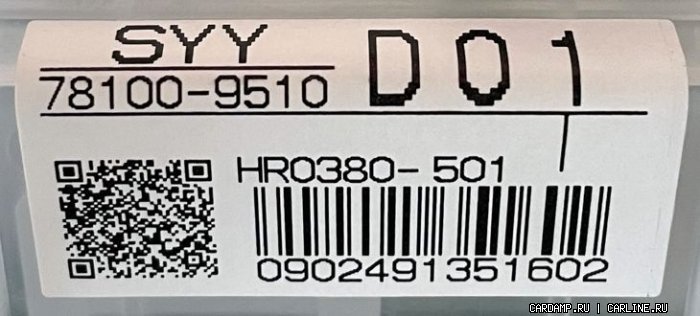 SYY
D01
78100-9510
HR0380-501
0902491351602
CARDAMP.RU | CARLINE.RU